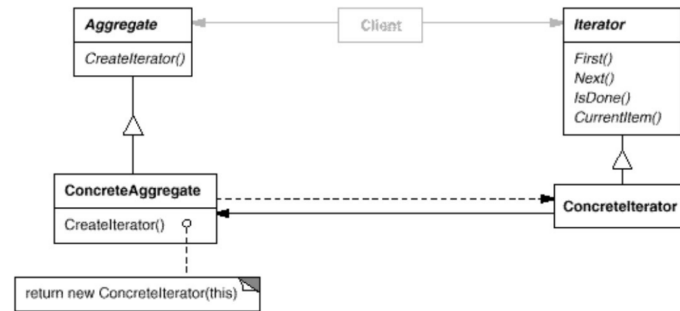 Aggregate
CreateIterator()
Client
Iterator
First()
Next()
IsDone()
CurrentItem()
ConcreteAggregate
CreateIterator()
ConcreteIterator
return new ConcreteIterator(this)